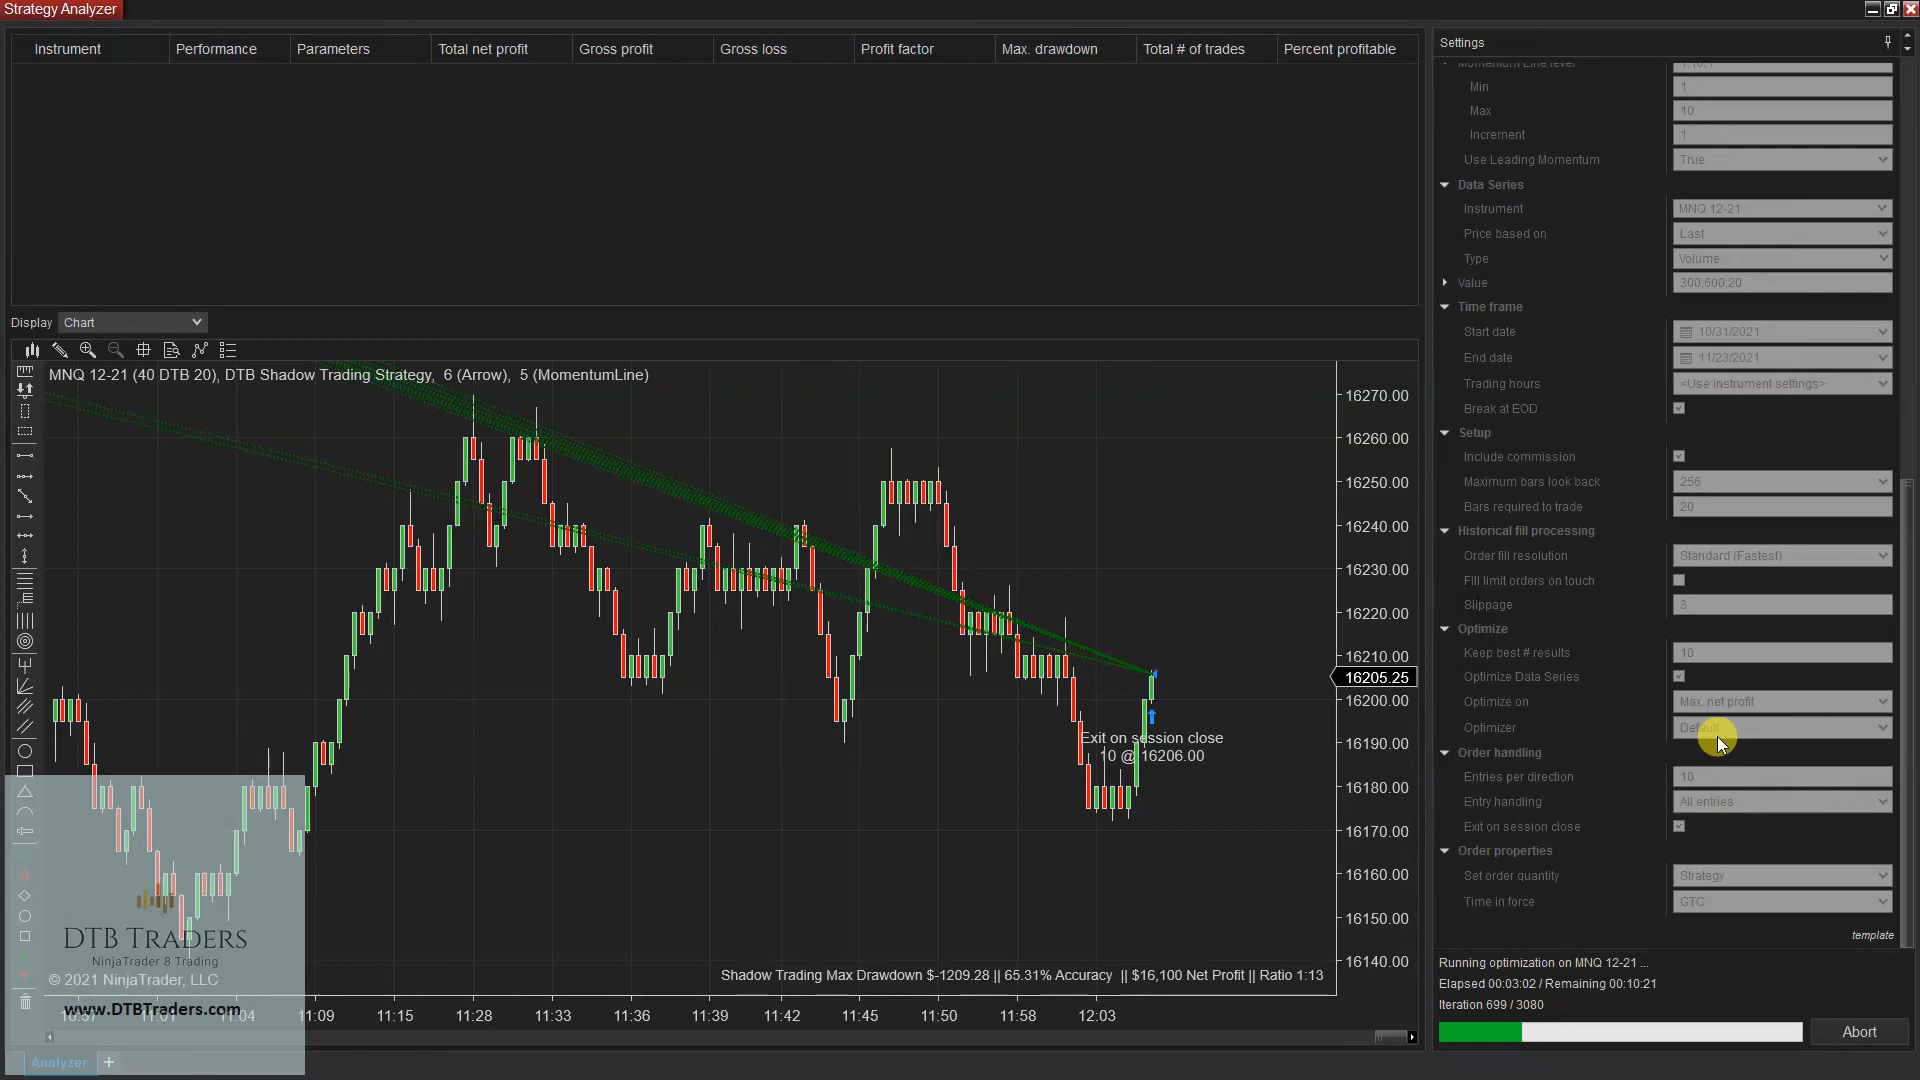 Strategy Analyzer
Instrument Performance Parameters Total net profit Gross profit Gross loss Profit factor Max. drawdown Total # of trades Percent profitable
Display Chart
MNQ 12-21 (40 DTB 20), DTB Shadow Trading Strategy, 6 (Arrow), 5 (MomentumLine)
16270.00
16260.00
16250.00
16240.00
16230.00
16220.00
16210.00
16205.25
16200.00
16190.00
16180.00
16170.00
16160.00
16150.00
16140.00
Exit on session close
10 @ 16206.00
Shadow Trading Max Drawdown $-1209.28 || 65.31% Accuracy || $16,100 Net Profit || Ratio 1:13
10:57 11:01 11:04 11:09 11:15 11:28 11:33 11:36 11:39 11:42 11:45 11:50 11:58 12:03
DTB TRADERS
NinjaTrader 8 Trading
© 2021 NinjaTrader, LLC
www.DTBTraders.com
Analyzer +
Settings
Momentum Line level 1;10;1
Min 1
Max 10
Increment 1
Use Leading Momentum True
Data Series
Instrument MNQ 12-21
Price based on Last
Type Volume
Value 300;600;20
Time frame
Start date 10/31/2021
End date 11/23/2021
Trading hours <Use instrument settings>
Break at EOD
Setup
Include commission
Maximum bars look back 256
Bars required to trade 20
Historical fill processing
Order fill resolution Standard (Fastest)
Fill limit orders on touch
Slippage 3
Optimize
Keep best # results 10
Optimize Data Series
Optimize on Max. net profit
Optimizer Default
Order handling
Entries per direction 10
Entry handling All entries
Exit on session close
Order properties
Set order quantity Strategy
Time in force GTC
template
Running optimization on MNQ 12-21 ...
Elapsed 00:03:02 / Remaining 00:10:21
Iteration 699 / 3080
Abort